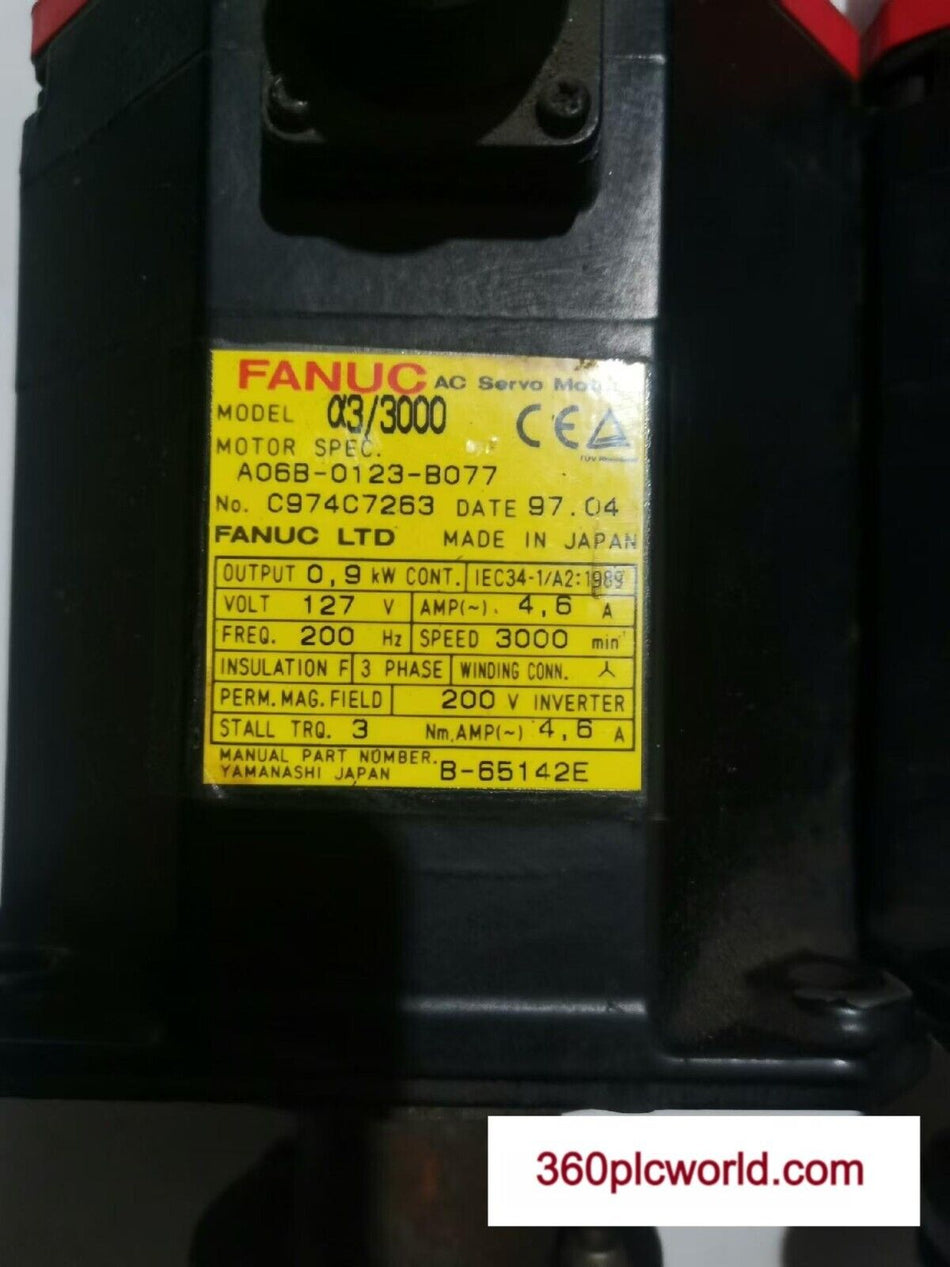 FANUC AC Servo Motor
MODEL α3/3000
CE
MOTOR SPEC.
A06B-0123-B077
No. C974C7263 DATE 97.04
FANUC LTD MADE IN JAPAN
OUTPUT 0,9 kW CONT. IEC34-1/A2:1989
VOLT 127 V AMP(~). 4,6 A
FREQ. 200 Hz SPEED 3000 min⁻¹
INSULATION F 3 PHASE WINDING CONN. ⅄
PERM.MAG.FIELD 200 V INVERTER
STALL TRQ. 3 Nm,AMP(~) 4,6 A
MANUAL PART NUMBER.
YAMANASHI JAPAN B-65142E
360plcworld.com